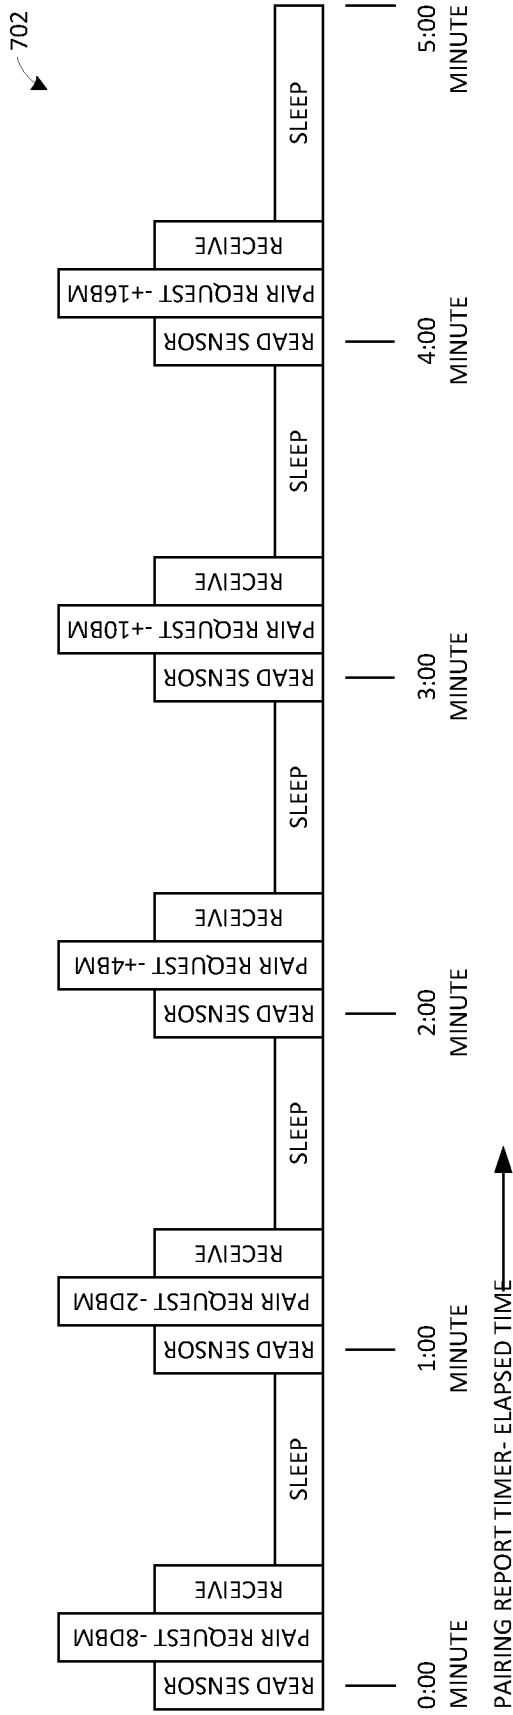 702
READ SENSOR
PAIR REQUEST -8DBM
RECEIVE
SLEEP
READ SENSOR
PAIR REQUEST -2DBM
RECEIVE
SLEEP
READ SENSOR
PAIR REQUEST -+4BM
RECEIVE
SLEEP
READ SENSOR
PAIR REQUEST -+10BM
RECEIVE
SLEEP
READ SENSOR
PAIR REQUEST -+16BM
RECEIVE
SLEEP
0:00
MINUTE
1:00
MINUTE
2:00
MINUTE
3:00
MINUTE
4:00
MINUTE
5:00
MINUTE
PAIRING REPORT TIMER- ELAPSED TIME